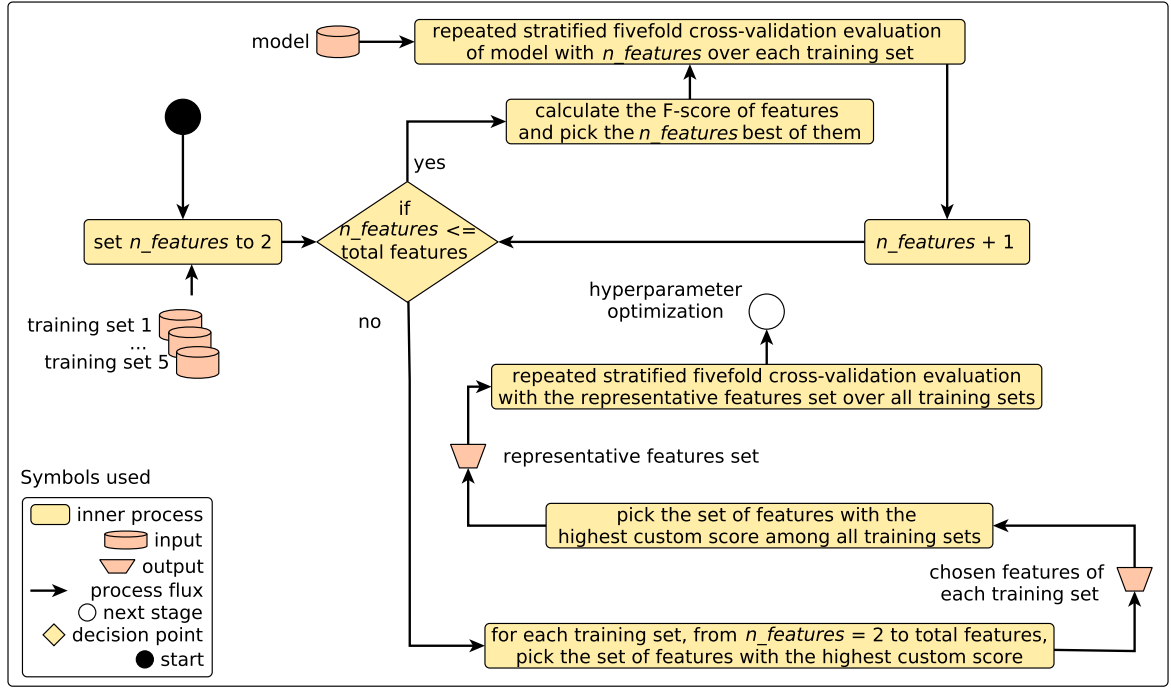 model
repeated stratified fivefold cross-validation evaluation
of model with n_features over each training set
calculate the F-score of features
and pick the n_features best of them
yes
set n_features to 2
if
n_features <=
total features
n_features + 1
training set 1
...
training set 5
no
hyperparameter
optimization
repeated stratified fivefold cross-validation evaluation
with the representative features set over all training sets
representative features set
pick the set of features with the
highest custom score among all training sets
chosen features of
each training set
for each training set, from n_features = 2 to total features,
pick the set of features with the highest custom score
Symbols used
inner process
input
output
process flux
next stage
decision point
start